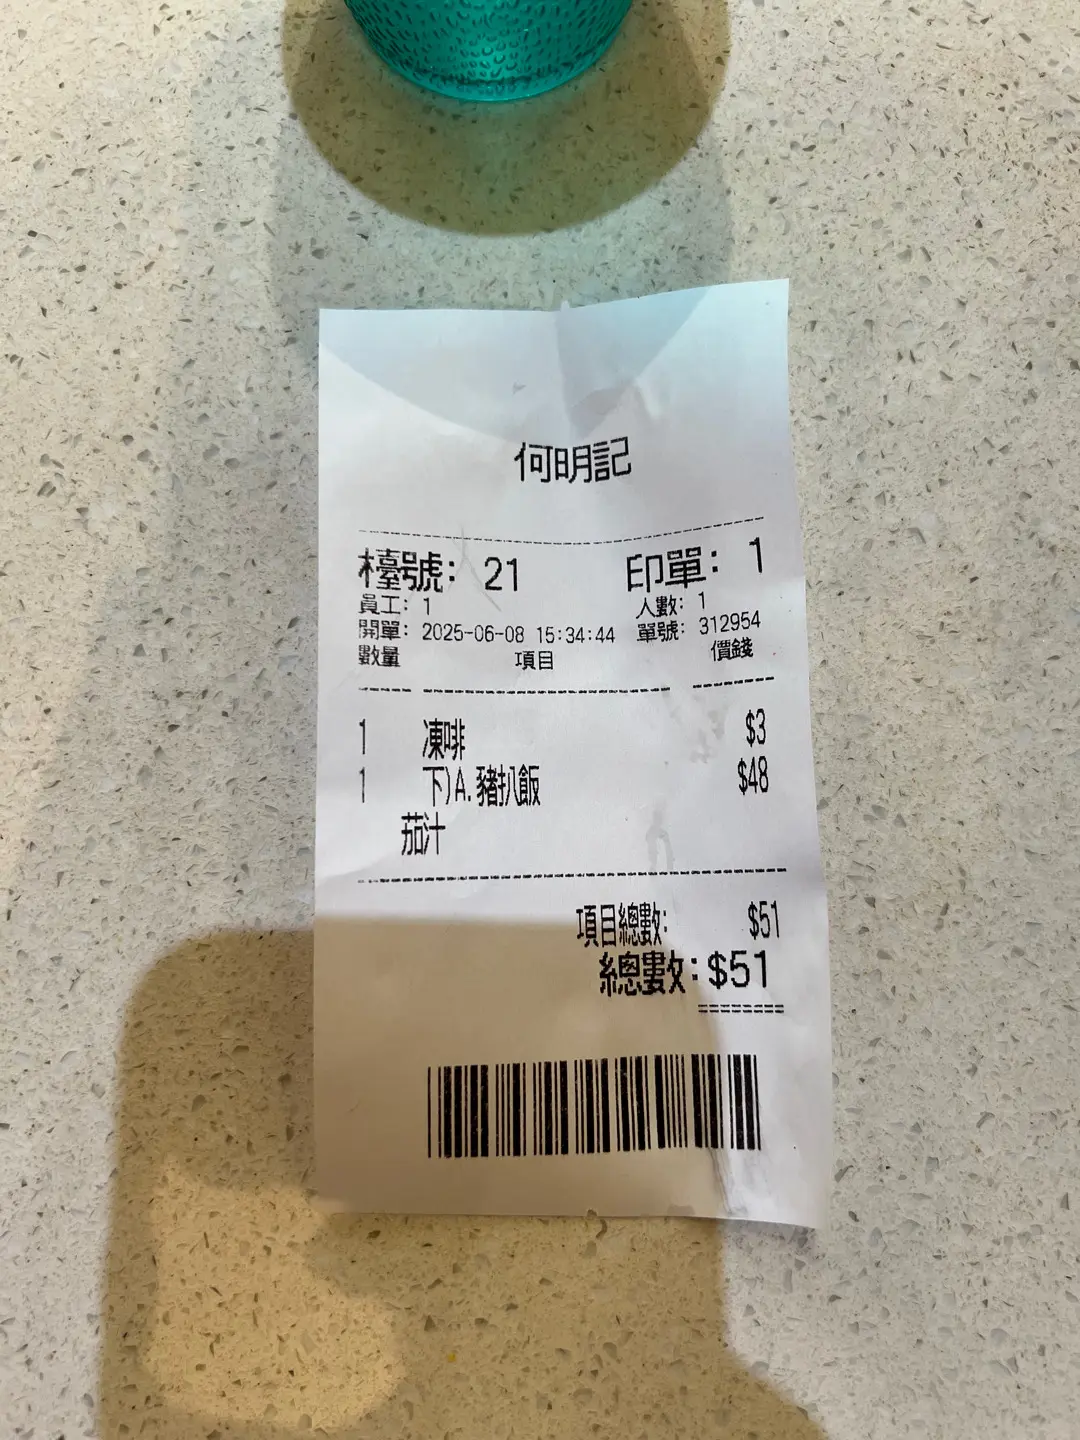 何明記
檯號: 21 印單: 1
員工: 1 人數: 1
開單: 2025-06-08 15:34:44 單號: 312954
數量 項目 價錢
1 凍啡 $3
1 下)A.豬扒飯 $48
茄汁
項目總數: $51
總數: $51
========